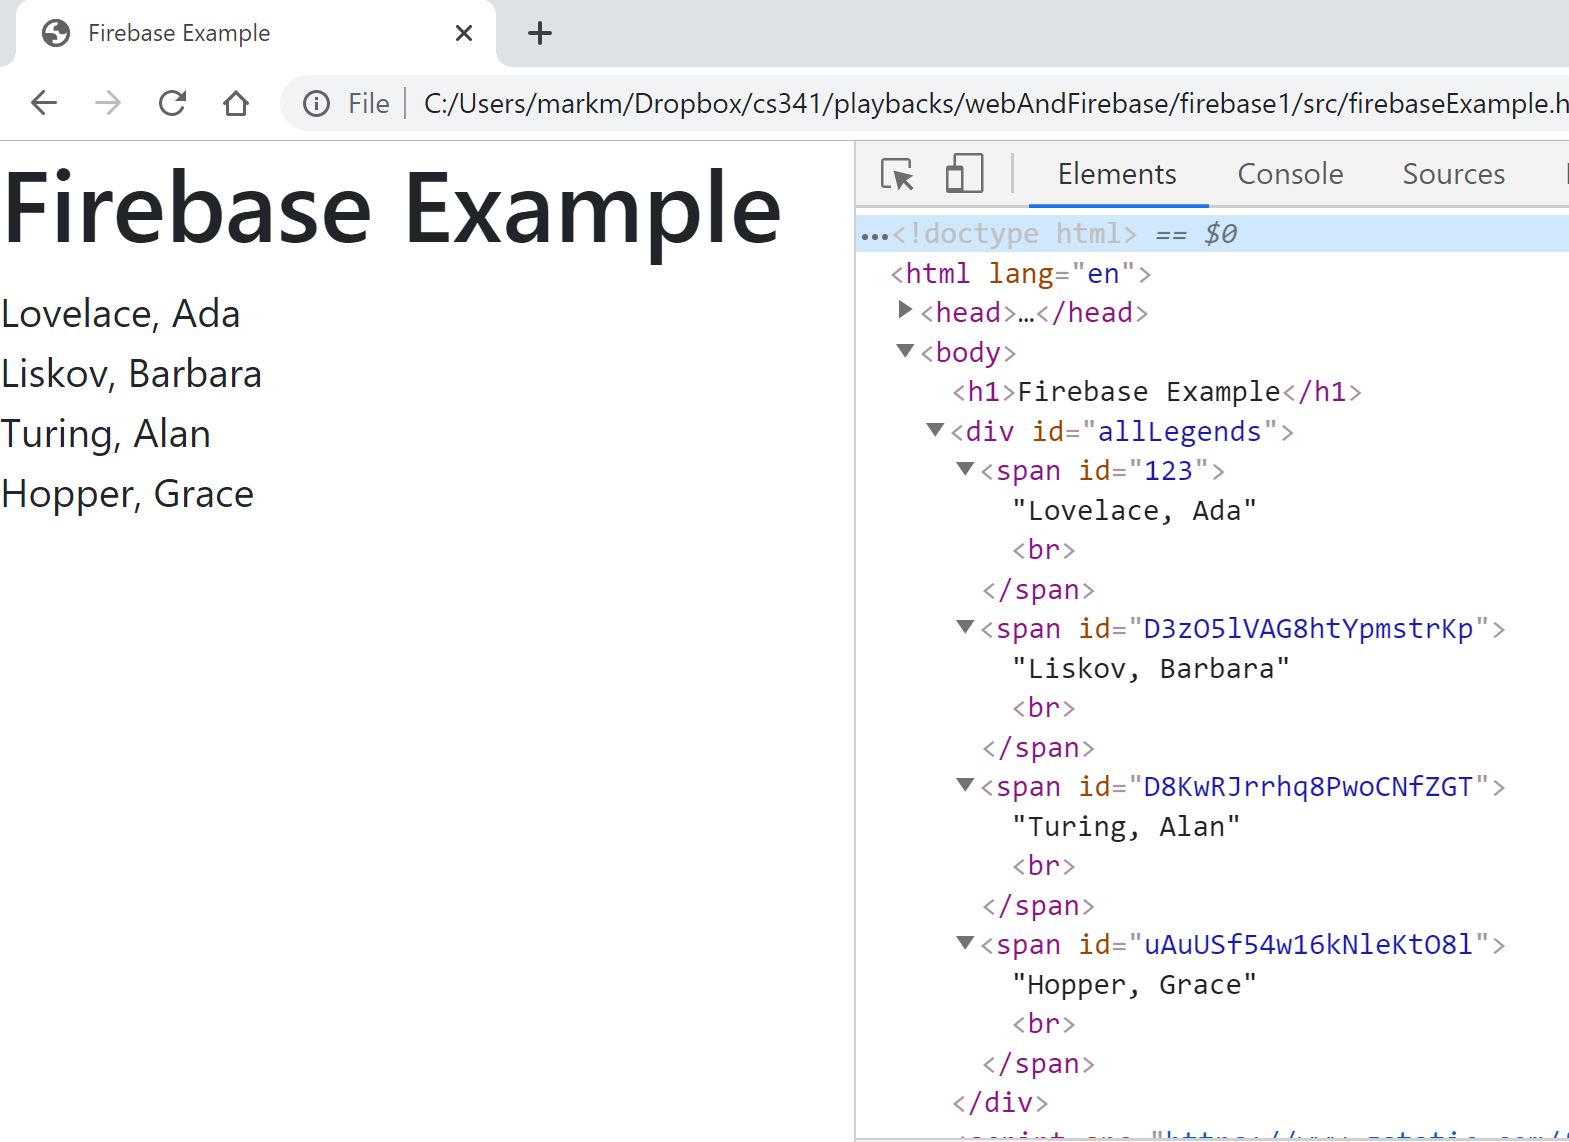 Firebase Example
File C:/Users/markm/Dropbox/cs341/playbacks/webAndFirebase/firebase1/src/firebaseExample.h
Firebase Example
Lovelace, Ada
Liskov, Barbara
Turing, Alan
Hopper, Grace
Elements Console Sources
…<!doctype html> == $0
<html lang="en">
<head>…</head>
<body>
<h1>Firebase Example</h1>
<div id="allLegends">
<span id="123">
"Lovelace, Ada"
<br>
</span>
<span id="D3zO5lVAG8htYpmstrKp">
"Liskov, Barbara"
<br>
</span>
<span id="D8KwRJrrhq8PwoCNfZGT">
"Turing, Alan"
<br>
</span>
<span id="uAuUSf54w16kNleKtO8l">
"Hopper, Grace"
<br>
</span>
</div>